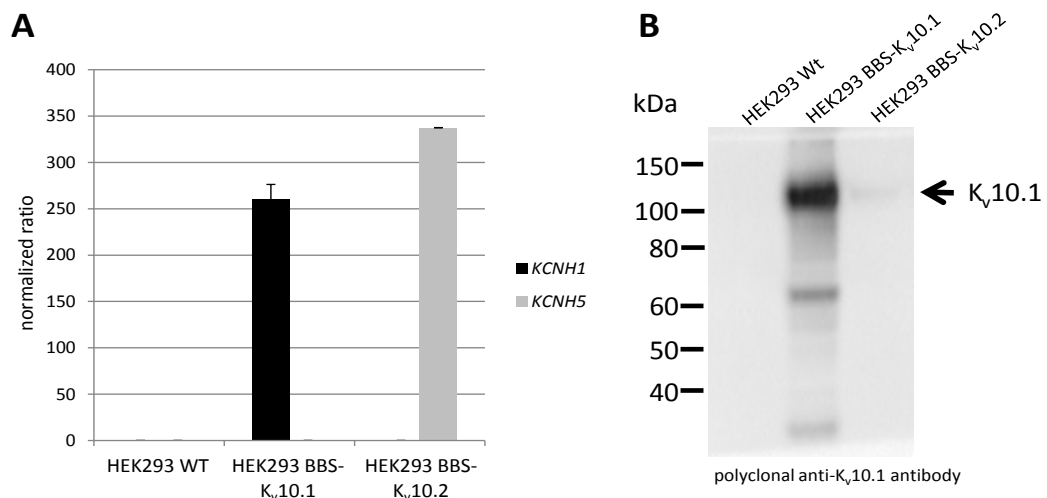 A
400
350
300
250
200
150
100
50
0
normalized ratio
HEK293 WT
HEK293 BBS-
Kv10.1
HEK293 BBS-
Kv10.2
KCNH1
KCNH5
B
kDa
HEK293 Wt
HEK293 BBS-Kv10.1
HEK293 BBS-Kv10.2
150
100
80
60
50
40
Kv10.1
polyclonal anti-Kv10.1 antibody